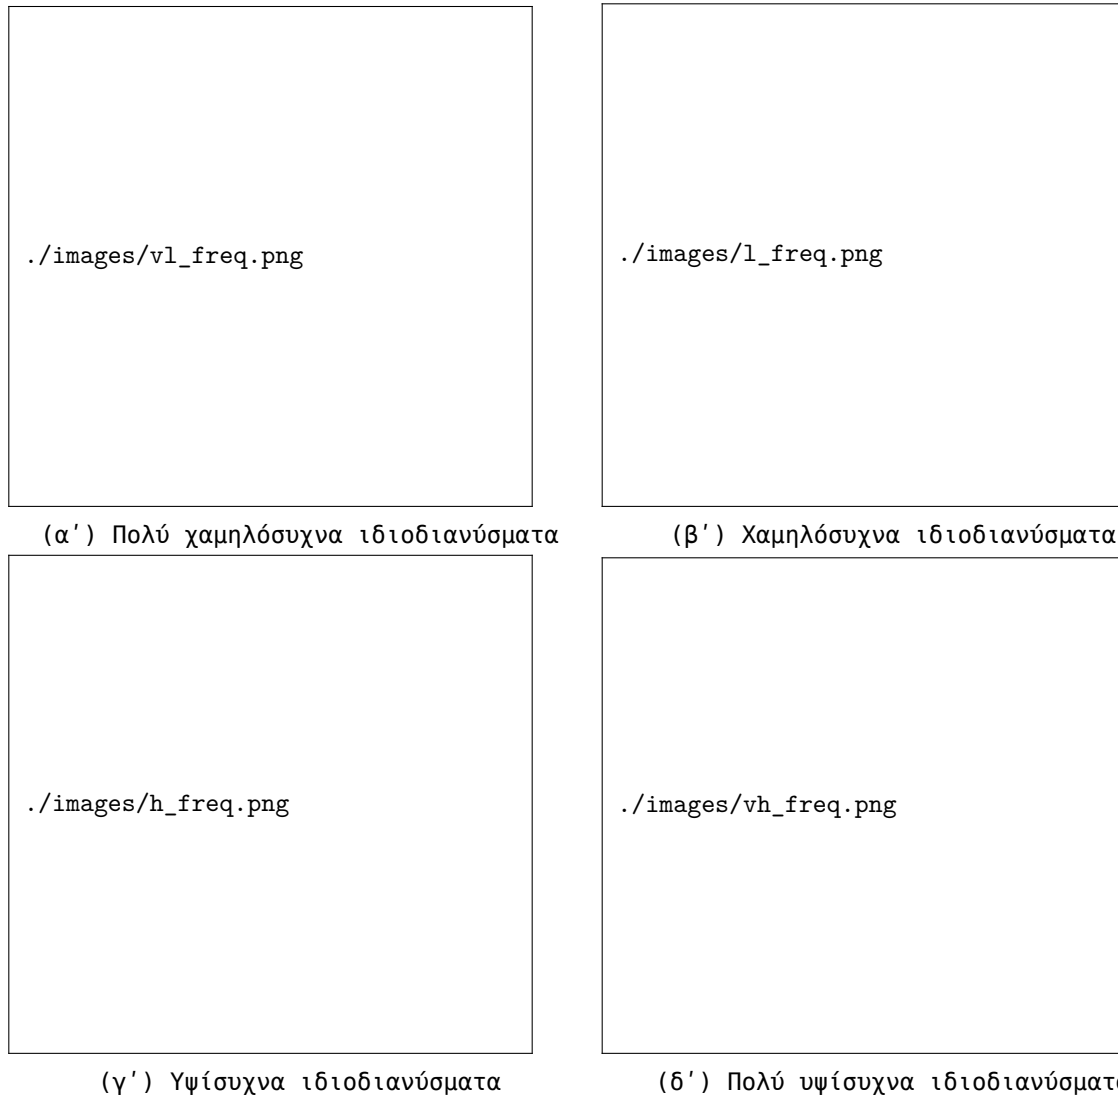 ./images/vl_freq.png
./images/l_freq.png
(α΄) Πολύ χαμηλόσυχνα ιδιοδιανύσματα
(β΄) Χαμηλόσυχνα ιδιοδιανύσματα
./images/h_freq.png
./images/vh_freq.png
(γ΄) Υψίσυχνα ιδιοδιανύσματα
(δ΄) Πολύ υψίσυχνα ιδιοδιανύσματα